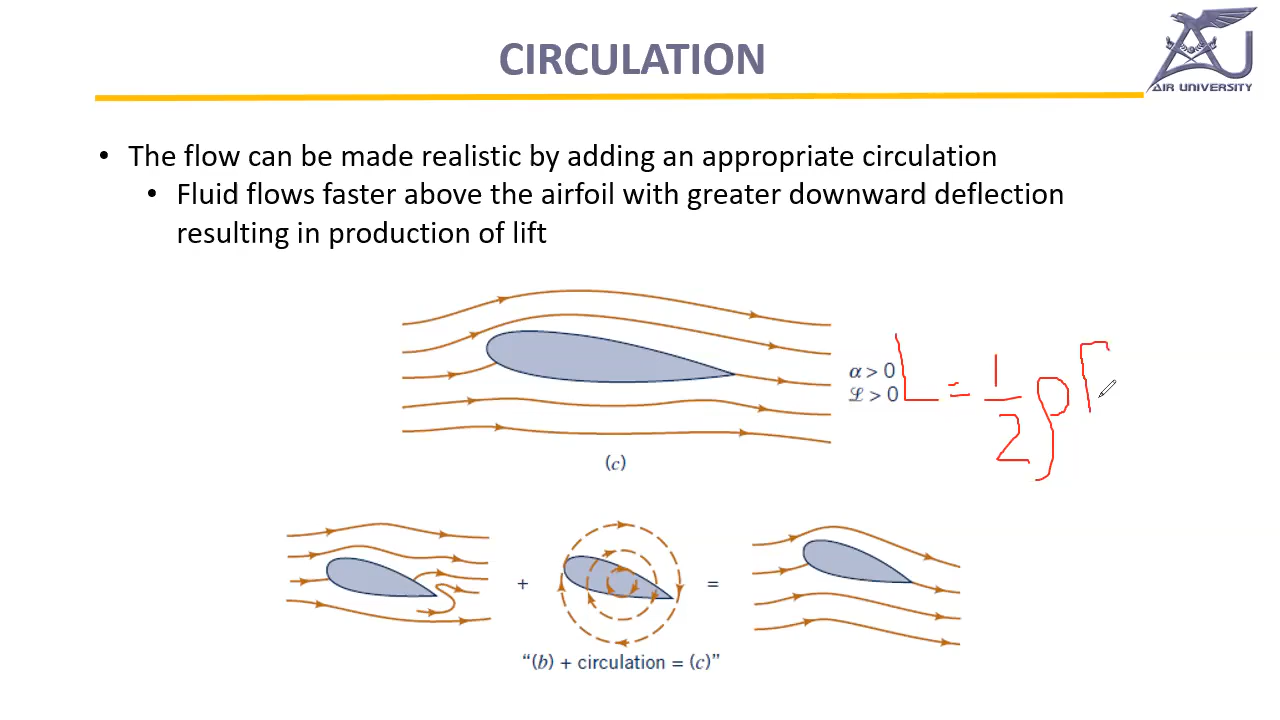 CIRCULATION
AIR UNIVERSITY
• The flow can be made realistic by adding an appropriate circulation
• Fluid flows faster above the airfoil with greater downward deflection
resulting in production of lift
α > 0
ℒ > 0
L = 1/2 ρ Γ
(c)
+
=
“(b) + circulation = (c)”